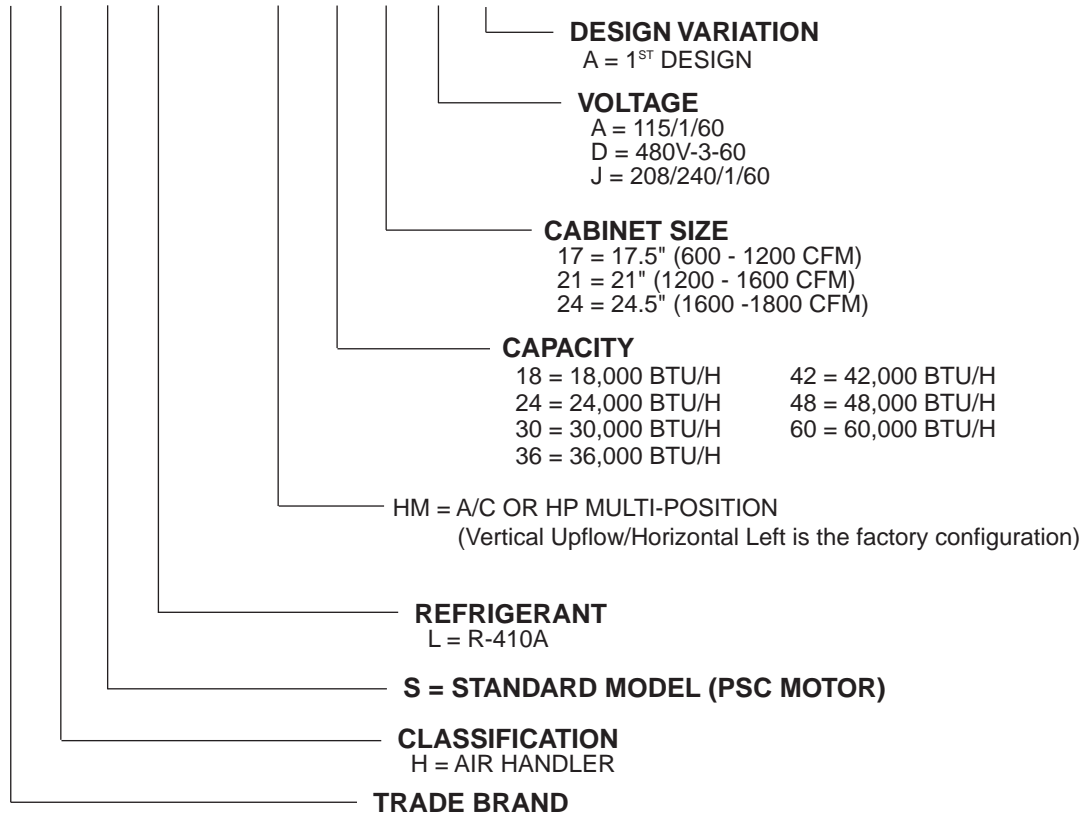 DESIGN VARIATION
A = 1ST DESIGN
VOLTAGE
A = 115/1/60
D = 480V-3-60
J = 208/240/1/60
CABINET SIZE
17 = 17.5" (600 - 1200 CFM)
21 = 21" (1200 - 1600 CFM)
24 = 24.5" (1600 -1800 CFM)
CAPACITY
18 = 18,000 BTU/H 42 = 42,000 BTU/H
24 = 24,000 BTU/H 48 = 48,000 BTU/H
30 = 30,000 BTU/H 60 = 60,000 BTU/H
36 = 36,000 BTU/H
HM = A/C OR HP MULTI-POSITION
(Vertical Upflow/Horizontal Left is the factory configuration)
REFRIGERANT
L = R-410A
S = STANDARD MODEL (PSC MOTOR)
CLASSIFICATION
H = AIR HANDLER
TRADE BRAND